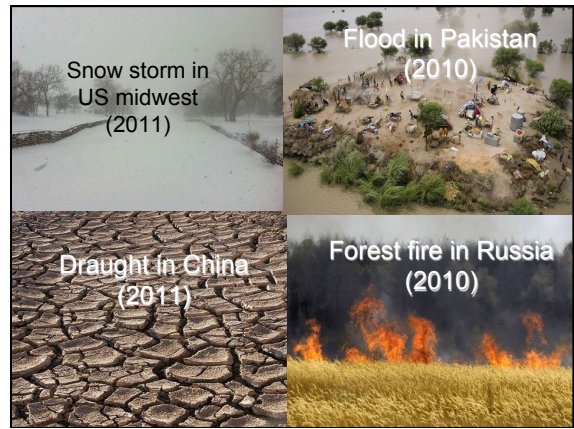 Snow storm in
US midwest
(2011)
Flood in Pakistan
(2010)
Draught in China
(2011)
Forest fire in Russia
(2010)